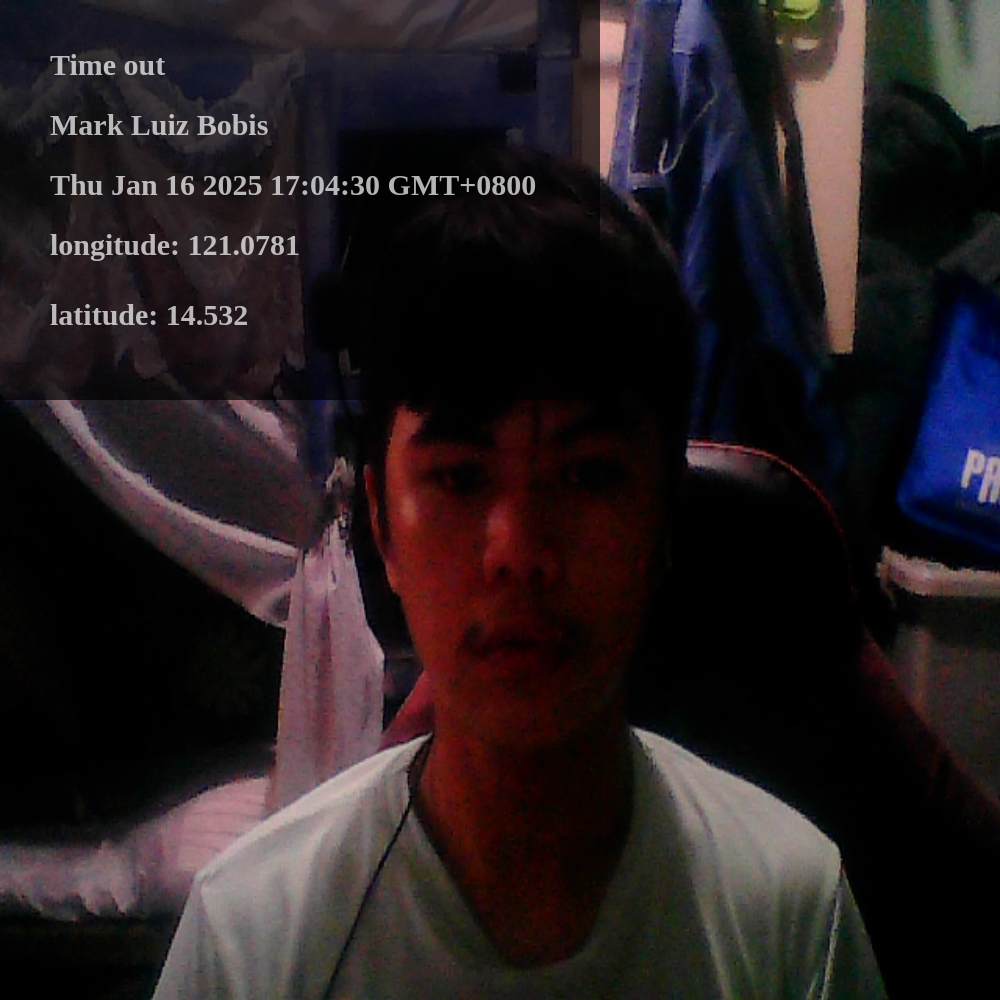 Time out
Mark Luiz Bobis
Thu Jan 16 2025 17:04:30 GMT+0800
longitude: 121.0781
latitude: 14.532